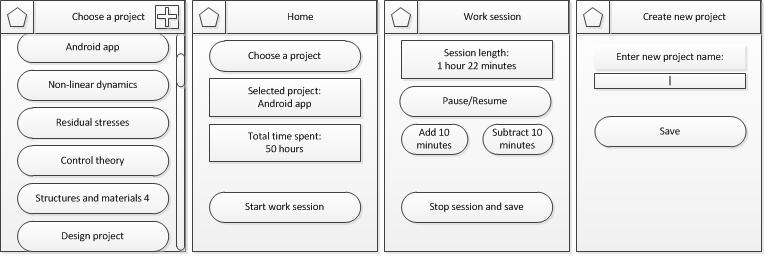 Choose a project
Android app
Non-linear dynamics
Residual stresses
Control theory
Structures and materials 4
Design project
Home
Choose a project
Selected project:
Android app
Total time spent:
50 hours
Start work session
Work session
Session length:
1 hour 22 minutes
Pause/Resume
Add 10
minutes
Subtract 10
minutes
Stop session and save
Create new project
Enter new project name:
Save